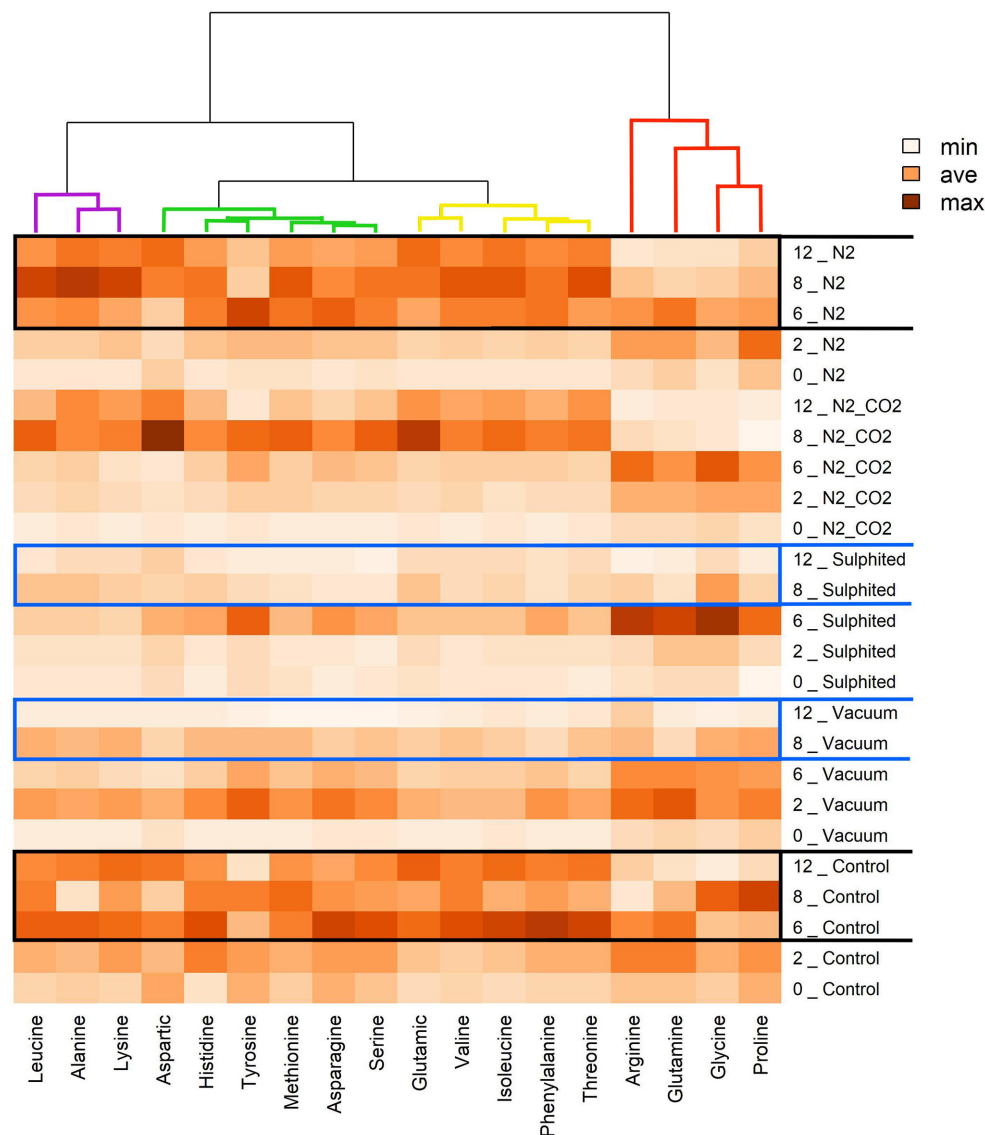 min
ave
max
12 _ N2
8 _ N2
6 _ N2
2 _ N2
0 _ N2
12 _ N2_CO2
8 _ N2_CO2
6 _ N2_CO2
2 _ N2_CO2
0 _ N2_CO2
12 _ Sulphited
8 _ Sulphited
6 _ Sulphited
2 _ Sulphited
0 _ Sulphited
12 _ Vacuum
8 _ Vacuum
6 _ Vacuum
2 _ Vacuum
0 _ Vacuum
12 _ Control
8 _ Control
6 _ Control
2 _ Control
0 _ Control
Leucine
Alanine
Lysine
Aspartic
Histidine
Tyrosine
Methionine
Asparagine
Serine
Glutamic
Valine
Isoleucine
Phenylalanine
Threonine
Arginine
Glutamine
Glycine
Proline